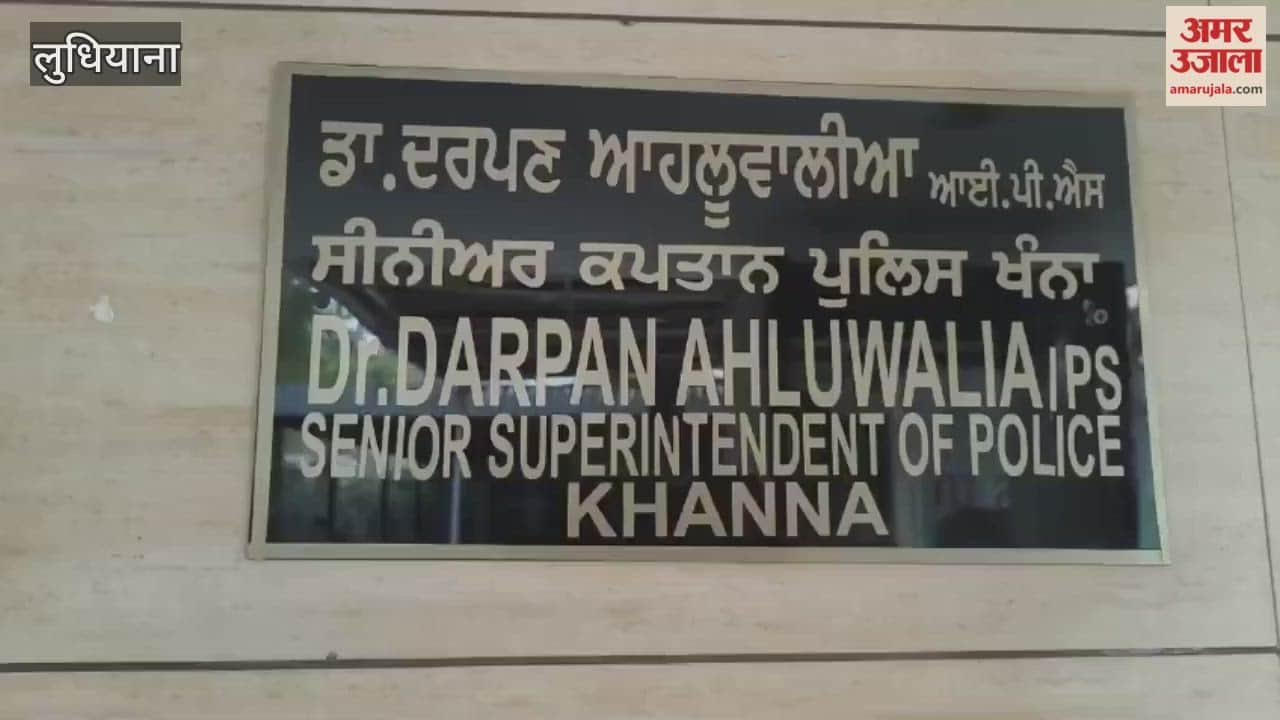 लुधियाना
अमर
उजाला
amarujala.com
ਡਾ.ਦਰਪਣ ਆਹਲੂਵਾਲੀਆ ਆਈ.ਪੀ.ਐਸ
ਸੀਨੀਅਰ ਕਪਤਾਨ ਪੁਲਿਸ ਖੰਨਾ
Dr.DARPAN AHLUWALIA IPS
SENIOR SUPERINTENDENT OF POLICE
KHANNA